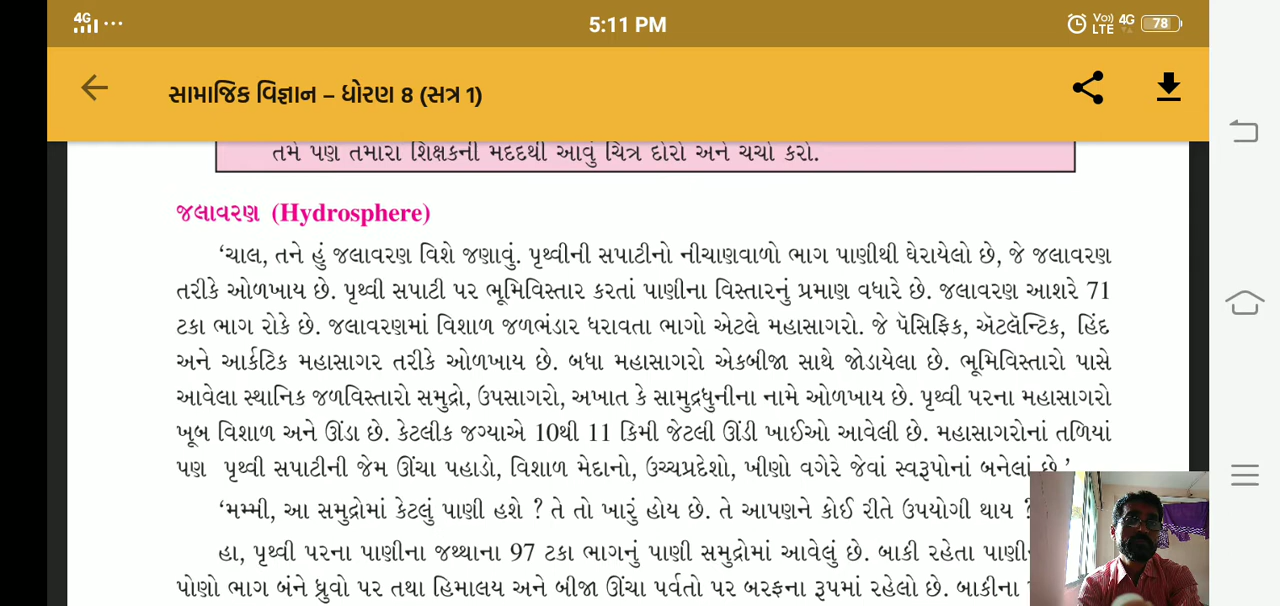 4G ...
5:11 PM
Vo) LTE 4G 78
સામાજિક વિજ્ઞાન – ધોરણ 8 (સત્ર 1)
તમે પણ તમારા શિક્ષકની મદદથી આવું ચિત્ર દોરો અને ચર્ચા કરો.
જલાવરણ (Hydrosphere)
‘ચાલ, તને હું જલાવરણ વિશે જણાવું. પૃથ્વીની સપાટીનો નીચાણવાળો ભાગ પાણીથી ઘેરાયેલો છે, જે જલાવરણ
તરીકે ઓળખાય છે. પૃથ્વી સપાટી પર ભૂમિવિસ્તાર કરતાં પાણીના વિસ્તારનું પ્રમાણ વધારે છે. જલાવરણ આશરે 71
ટકા ભાગ રોકે છે. જલાવરણમાં વિશાળ જળભંડાર ધરાવતા ભાગો એટલે મહાસાગરો. જે પૅસિફિક, ઍટલૅન્ટિક, હિંદ
અને આર્કટિક મહાસાગર તરીકે ઓળખાય છે. બધા મહાસાગરો એકબીજા સાથે જોડાયેલા છે. ભૂમિવિસ્તારો પાસે
આવેલા સ્થાનિક જળવિસ્તારો સમુદ્રો, ઉપસાગરો, અખાત કે સામુદ્રધુનીના નામે ઓળખાય છે. પૃથ્વી પરના મહાસાગરો
ખૂબ વિશાળ અને ઊંડા છે. કેટલીક જગ્યાએ 10થી 11 કિમી જેટલી ઊંડી ખાઈઓ આવેલી છે. મહાસાગરોનાં તળિયાં
પણ પૃથ્વી સપાટીની જેમ ઊંચા પહાડો, વિશાળ મેદાનો, ઉચ્ચપ્રદેશો, ખીણો વગેરે જેવાં સ્વરૂપોનાં બનેલાં છે.’
‘મમ્મી, આ સમુદ્રોમાં કેટલું પાણી હશે ? તે તો ખારું હોય છે. તે આપણને કોઈ રીતે ઉપયોગી થાય ?
હા, પૃથ્વી પરના પાણીના જથ્થાના 97 ટકા ભાગનું પાણી સમુદ્રોમાં આવેલું છે. બાકી રહેતા
પોણો ભાગ બંને ધ્રુવો પર તથા હિમાલય અને બીજા ઊંચા પર્વતો પર બરફના રૂપમાં રહેલો છે. બાકીના